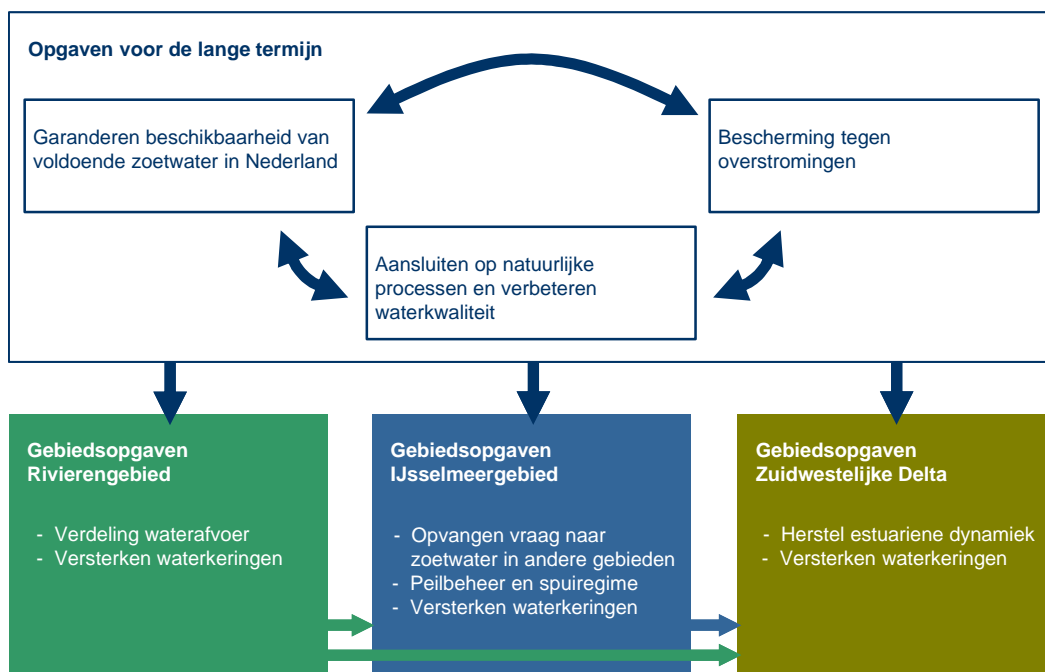 Opgaven voor de lange termijn
Garanderen beschikbaarheid van
voldoende zoetwater in Nederland
Bescherming tegen
overstromingen
Aansluiten op natuurlijke
processen en verbeteren
waterkwaliteit
Gebiedsopgaven
Rivierengebied
- Verdeling waterafvoer
- Versterken waterkeringen
Gebiedsopgaven
IJsselmeergebied
- Opvangen vraag naar
zoetwater in andere gebieden
- Peilbeheer en spuiregime
- Versterken waterkeringen
Gebiedsopgaven
Zuidwestelijke Delta
- Herstel estuariene dynamiek
- Versterken waterkeringen